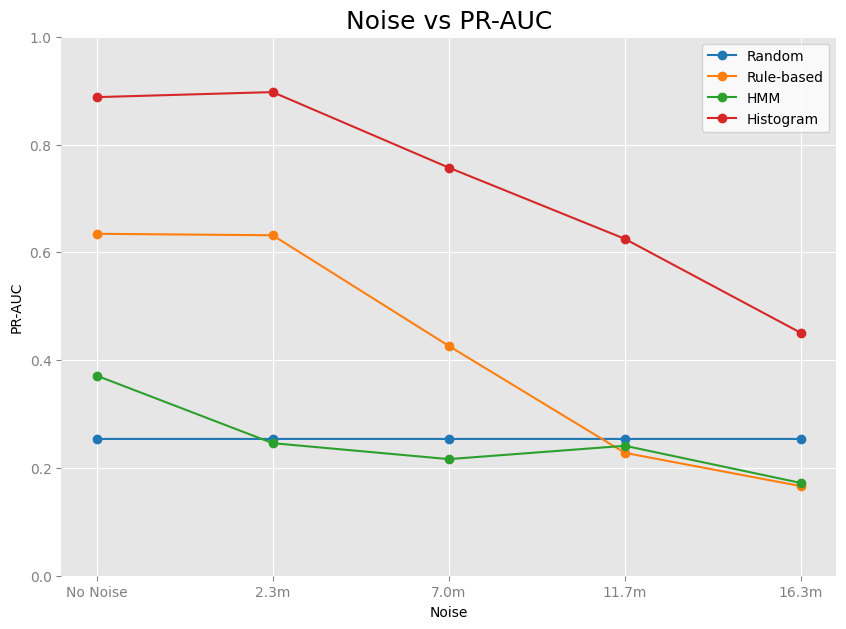 Noise vs PR-AUC
Random
Rule-based
HMM
Histogram
PR-AUC
1.0
0.8
0.6
0.4
0.2
0.0
No Noise
2.3m
7.0m
11.7m
16.3m
Noise